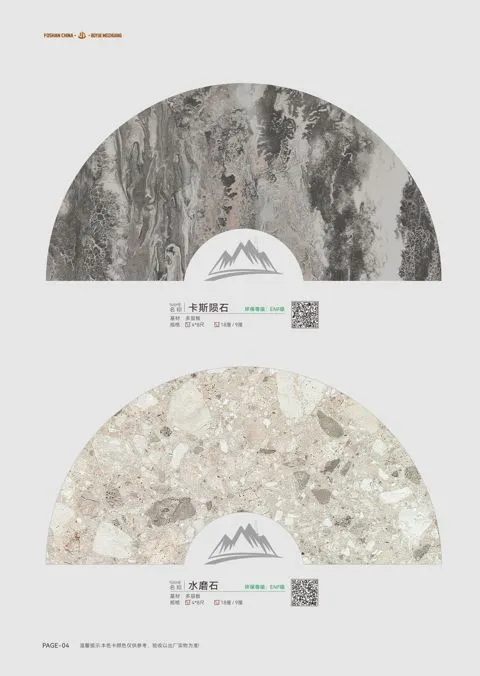 FOSHAN CHINA · BOYUE MEIZHUANG
NAME
名称 卡斯陨石 环保等级：ENF级
基材 多层板
规格： ☑ 4*8尺 ☑ 18厘 / 9厘
NAME
名称 水磨石 环保等级：ENF级
基材 多层板
规格： ☑ 4*8尺 ☑ 18厘 / 9厘
PAGE-04 温馨提示:本色卡颜色仅供参考，验收以出厂实物为准!